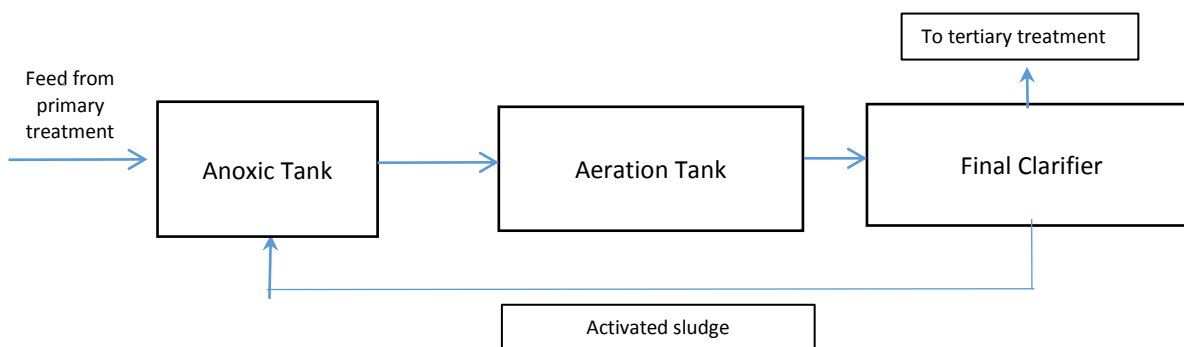 To tertiary treatment
Feed from
primary
treatment
Anoxic Tank
Aeration Tank
Final Clarifier
Activated sludge